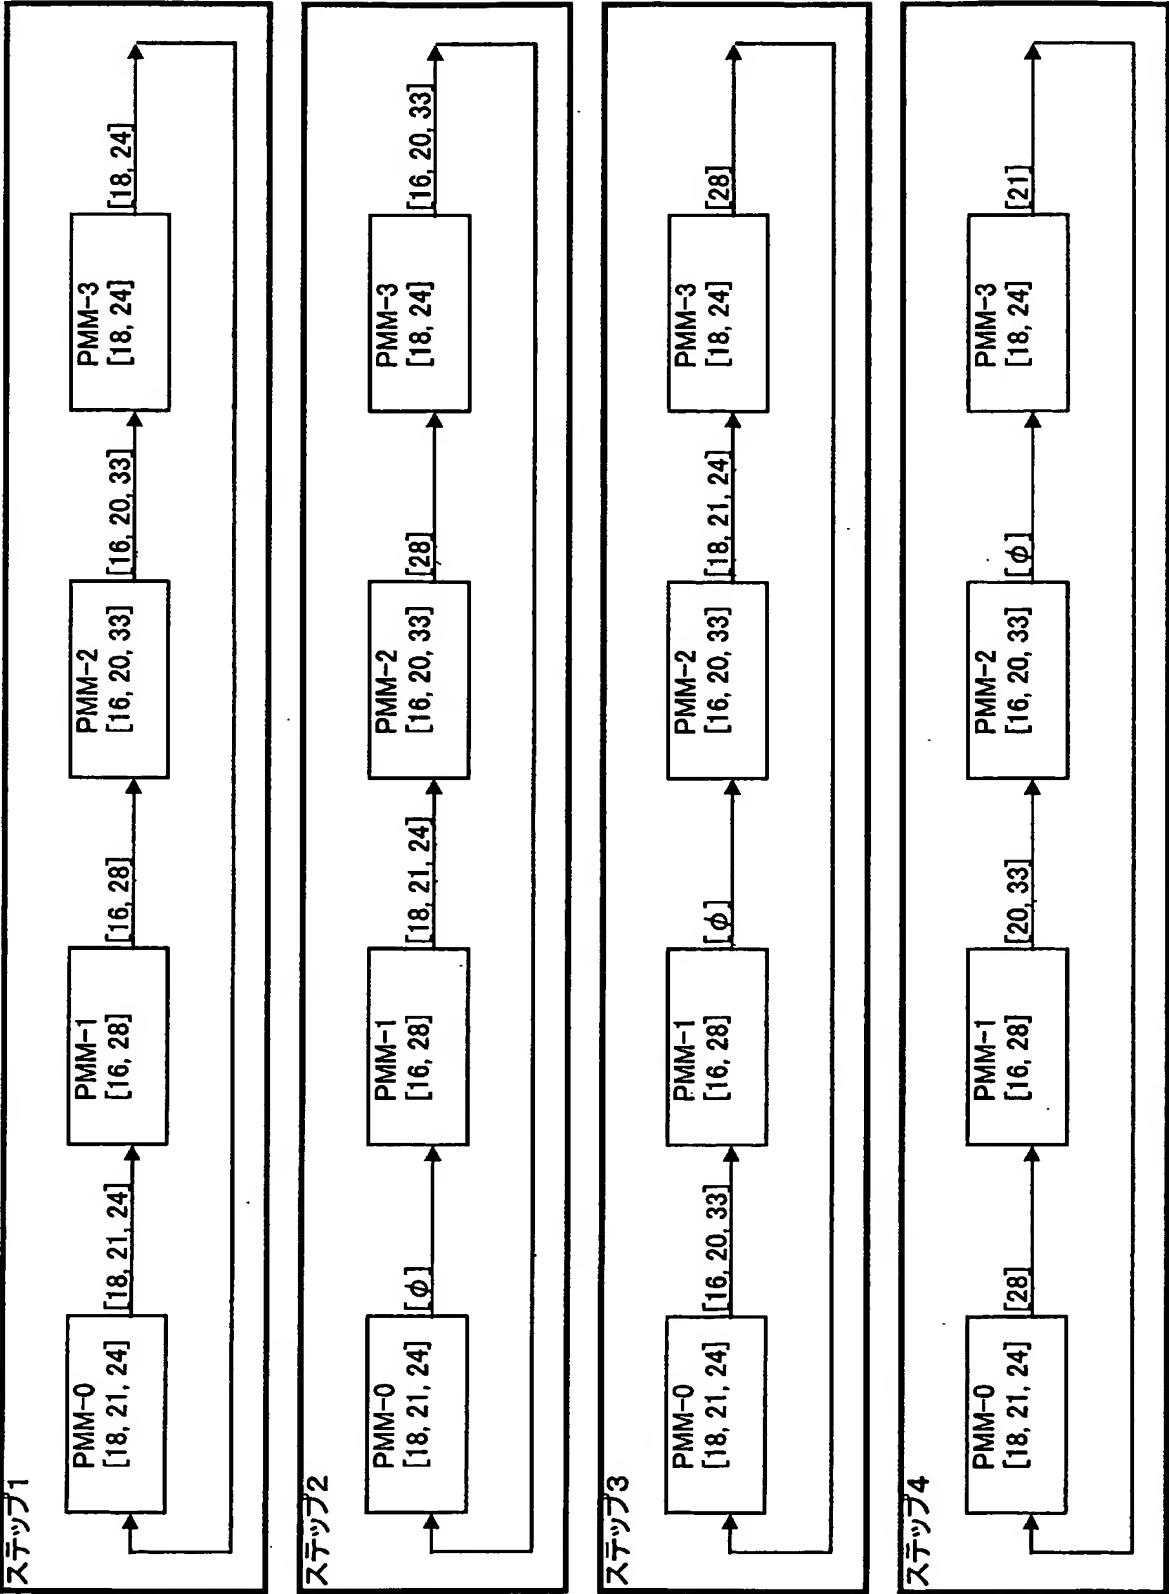 ステップ1
PMM-0
[18, 21, 24]
[18, 21, 24]
PMM-1
[16, 28]
[16, 28]
PMM-2
[16, 20, 33]
[16, 20, 33]
PMM-3
[18, 24]
[18, 24]
ステップ2
PMM-0
[18, 21, 24]
[φ]
PMM-1
[16, 28]
[18, 21, 24]
PMM-2
[16, 20, 33]
[28]
PMM-3
[18, 24]
[16, 20, 33]
ステップ3
PMM-0
[18, 21, 24]
[16, 20, 33]
PMM-1
[16, 28]
[φ]
PMM-2
[16, 20, 33]
[18, 21, 24]
PMM-3
[18, 24]
[28]
ステップ4
PMM-0
[18, 21, 24]
[28]
PMM-1
[16, 28]
[20, 33]
PMM-2
[16, 20, 33]
[φ]
PMM-3
[18, 24]
[21]